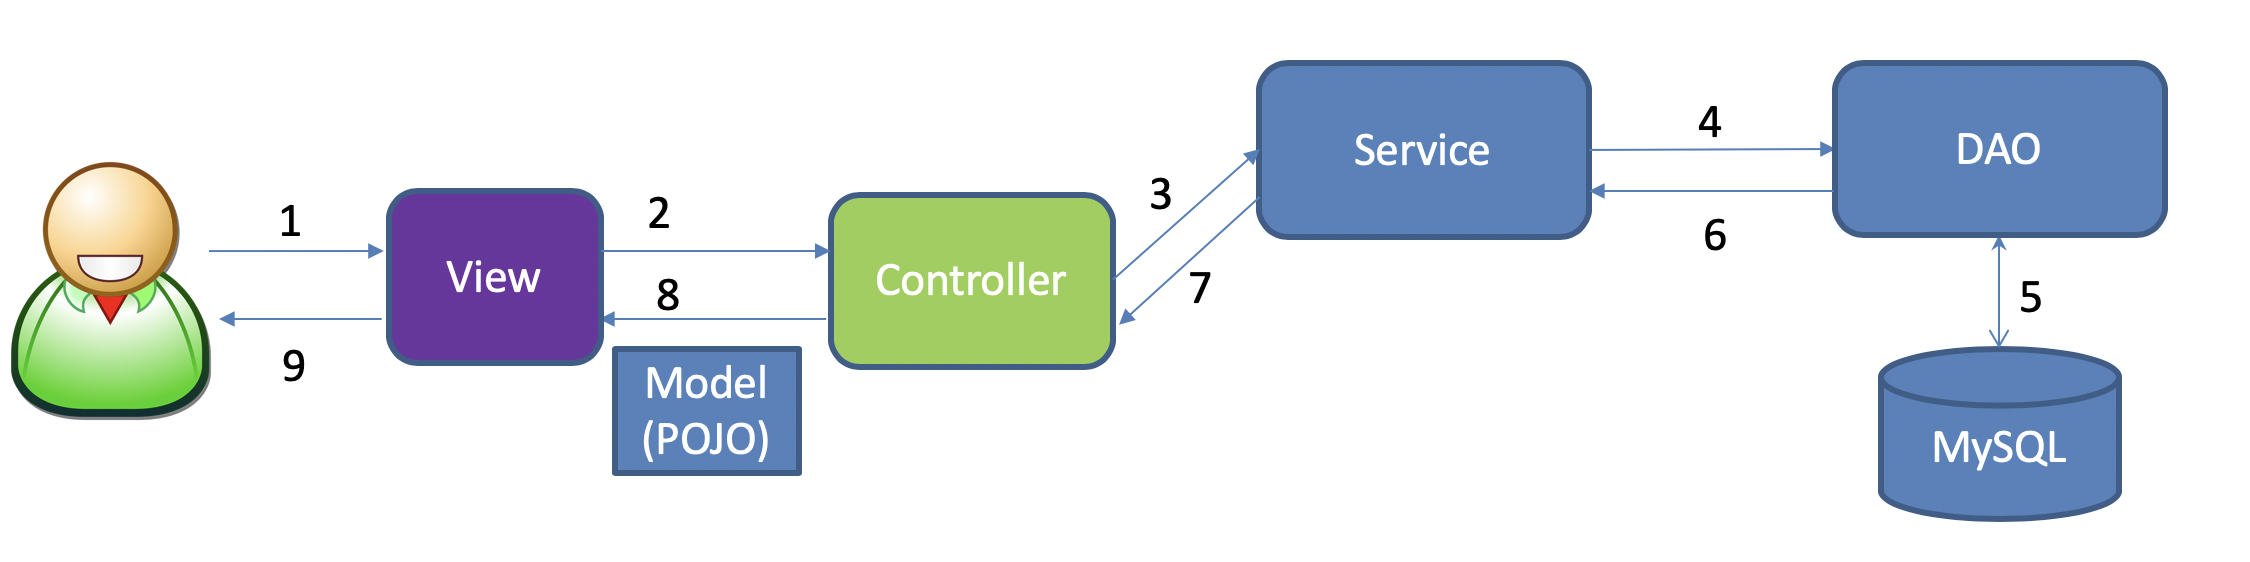 1
View
9
2
8
Model
(POJO)
Controller
3
7
Service
4
6
DAO
5
MySQL